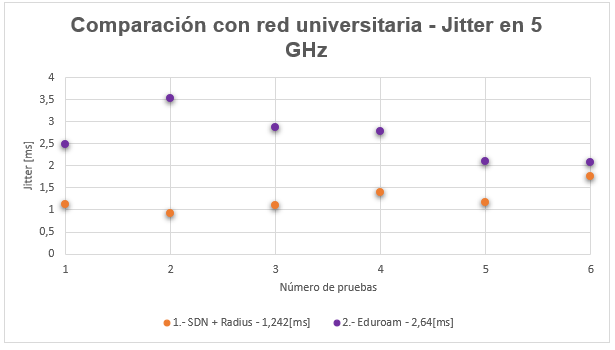 Comparación con red universitaria - Jitter en 5
GHz
4
3,5
3
2,5
2
1,5
1
0,5
0
Jitter [ms]
1 2 3 4 5 6
Número de pruebas
1.- SDN + Radius - 1,242[ms] 2.- Eduroam - 2,64[ms]